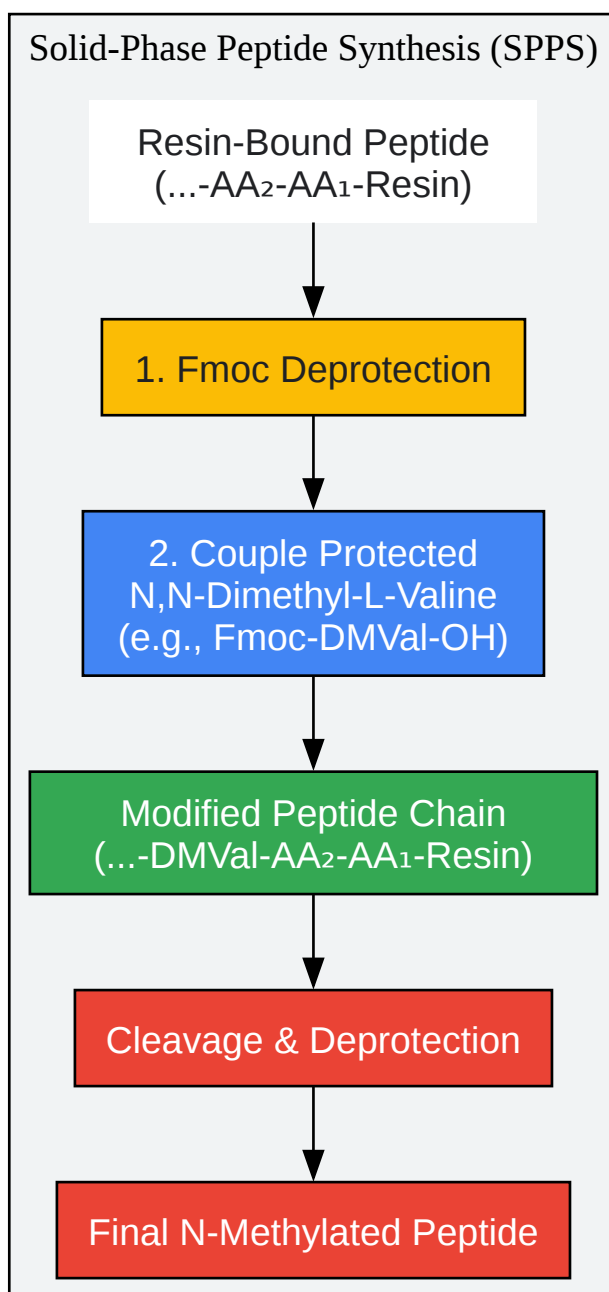 Solid-Phase Peptide Synthesis (SPPS)
Resin-Bound Peptide
(...-AA₂-AA₁-Resin)
1. Fmoc Deprotection
2. Couple Protected
N,N-Dimethyl-L-Valine
(e.g., Fmoc-DMVal-OH)
Modified Peptide Chain
(...-DMVal-AA₂-AA₁-Resin)
Cleavage & Deprotection
Final N-Methylated Peptide